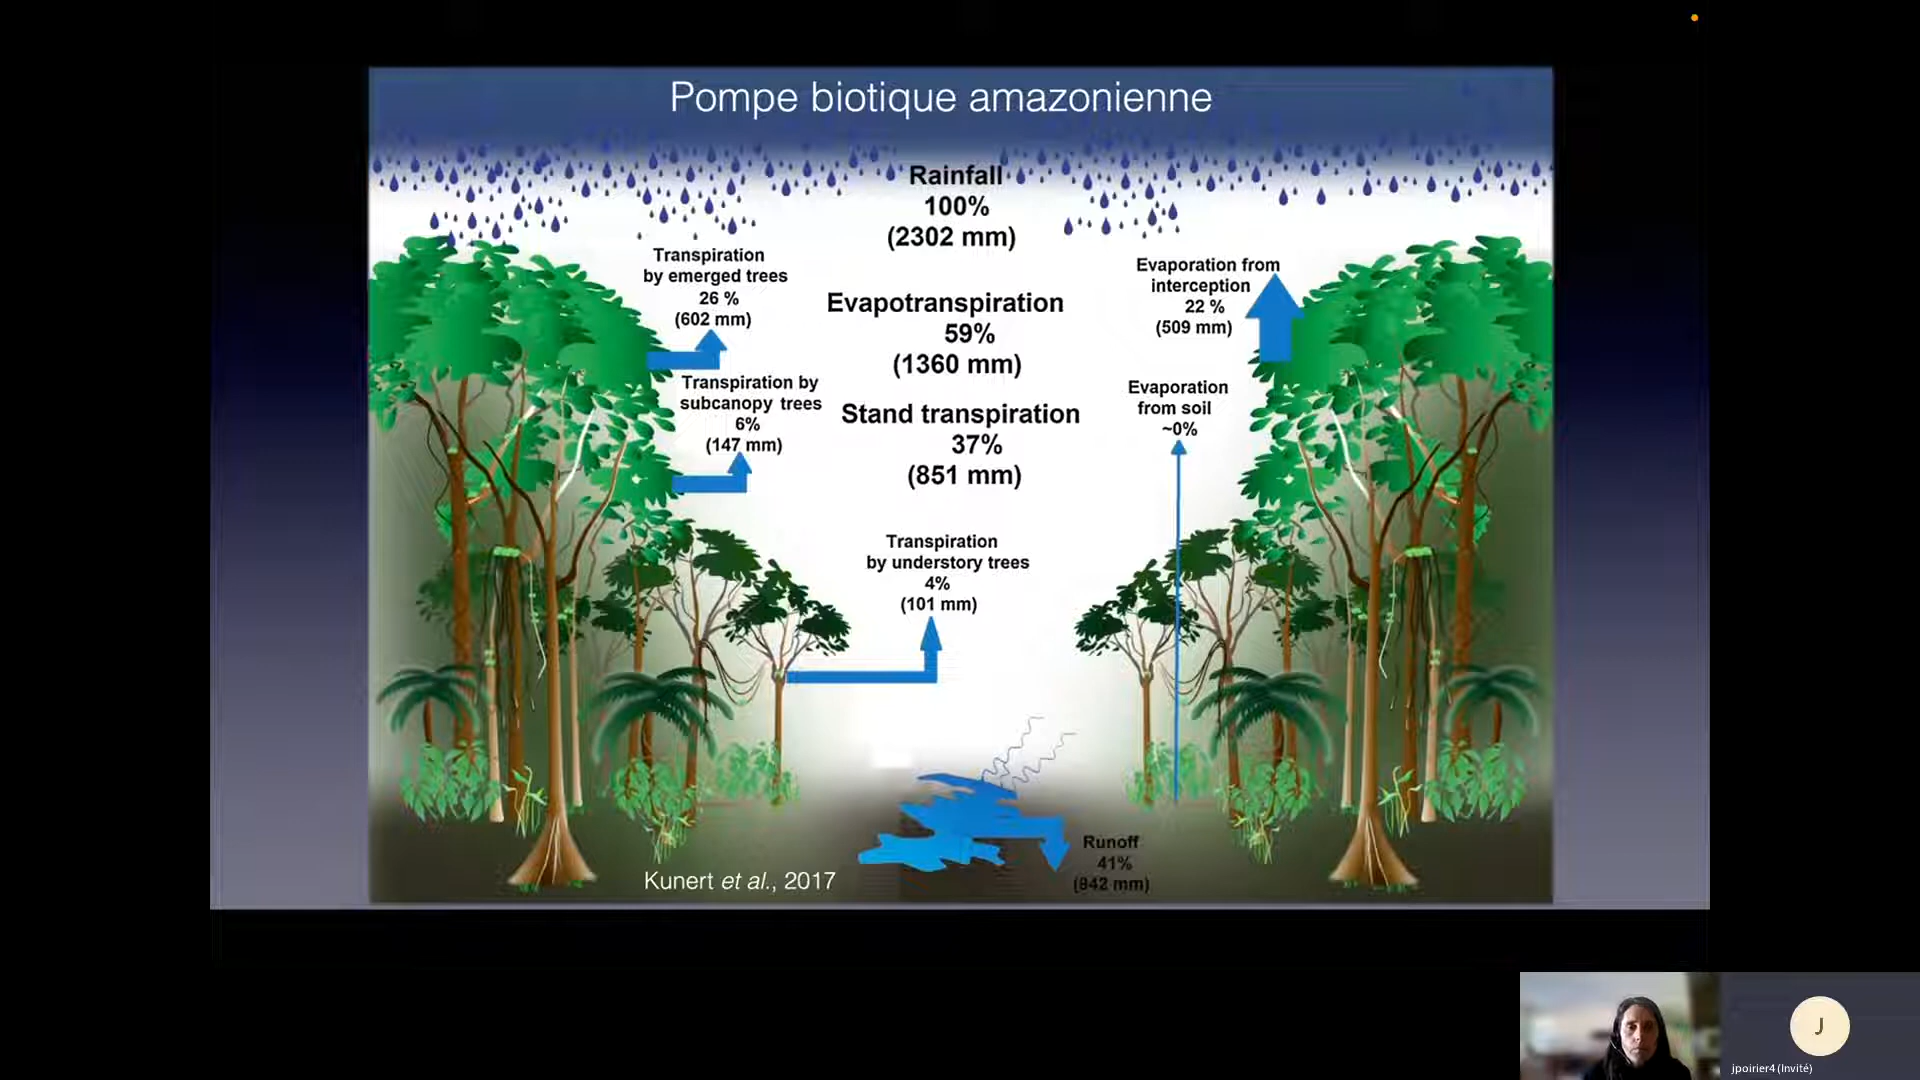 Pompe biotique amazonienne
Rainfall
100%
(2302 mm)
Transpiration
by emerged trees
26 %
(602 mm)
Evapotranspiration
59%
(1360 mm)
Evaporation from
interception
22 %
(509 mm)
Transpiration by
subcanopy trees
6%
(147 mm)
Stand transpiration
37%
(851 mm)
Evaporation
from soil
~0%
Transpiration
by understory trees
4%
(101 mm)
Runoff
41%
(942 mm)
Kunert et al., 2017
J
jpoirier4 (Invité)